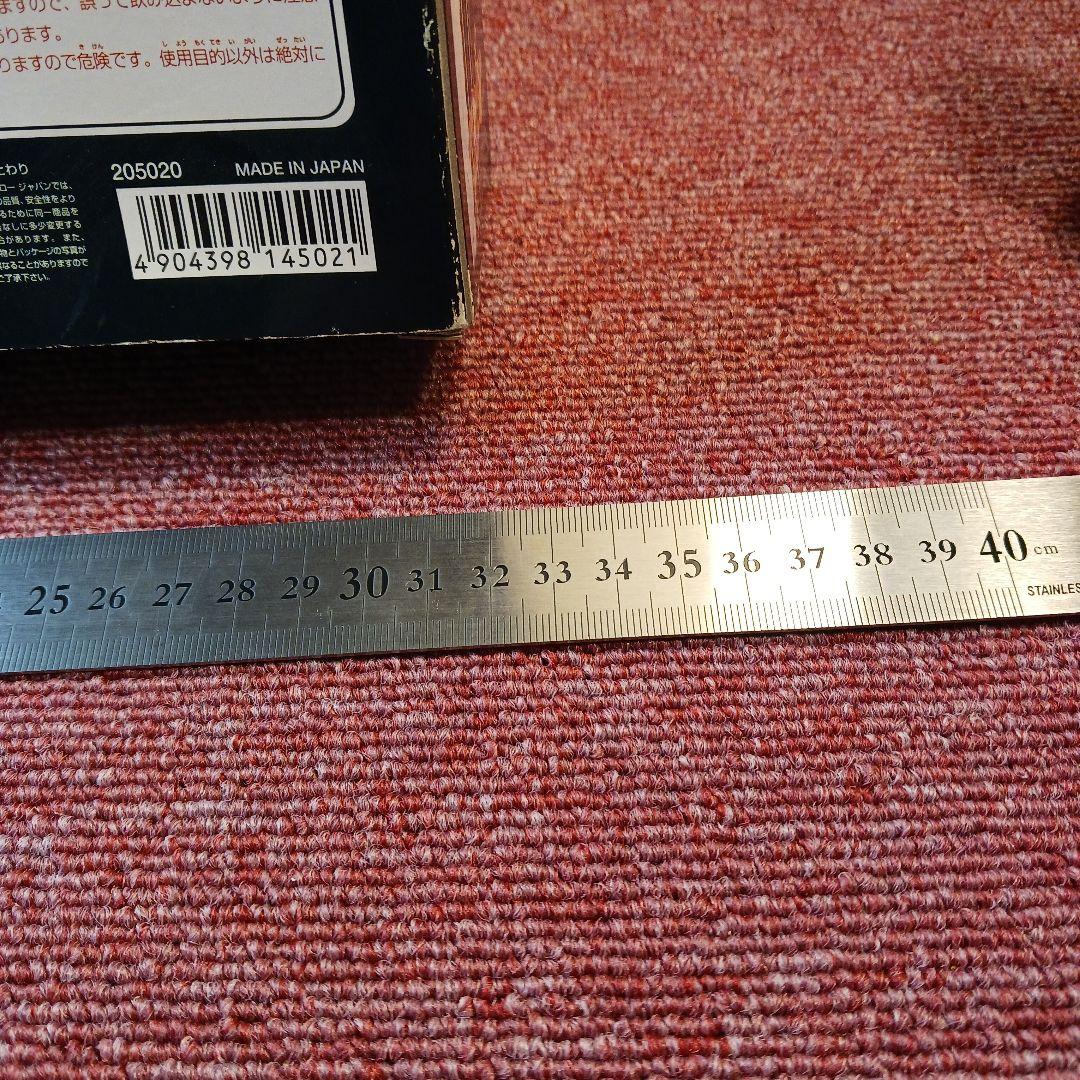 ますので、誤って飲み込まないように注意
ります。
りますので危険です。使用目的以外は絶対に
わり
205020 MADE IN JAPAN
ロー ジャパンでは、
の品質、安全性をより
るために同一商品を
なしに多少変更する
合があります。また、
物とパッケージの写真が
なることがありますので
ご了承下さい。
4 904398 145021
25 26 27 28 29 30 31 32 33 34 35 36 37 38 39 40 cm
STAINLES